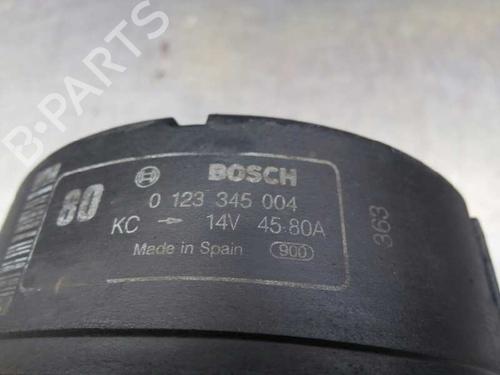 B-PARTS
BOSCH
80
0 123 345 004
KC → 14V 45-80A
Made in Spain 900
363